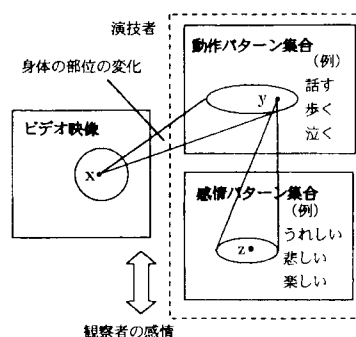 演技者
身体の部位の変化
動作パターン集合
(例)
話す
歩く
泣く
y
ビデオ映像
x
感情パターン集合
(例)
うれしい
悲しい
楽しい
z
観察者の感情